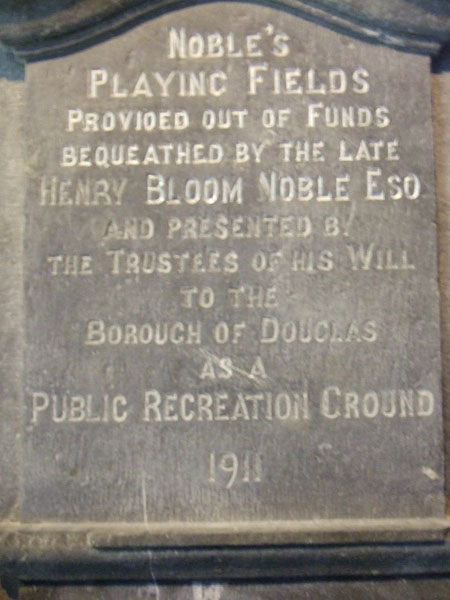 NOBLE'S
PLAYING FIELDS
PROVIDED OUT OF FUNDS
BEQUEATHED BY THE LATE
HENRY BLOOM NOBLE ESQ
AND PRESENTED BY
THE TRUSTEES OF HIS WILL
TO THE
BOROUGH OF DOUGLAS
AS A
PUBLIC RECREATION GROUND
1911